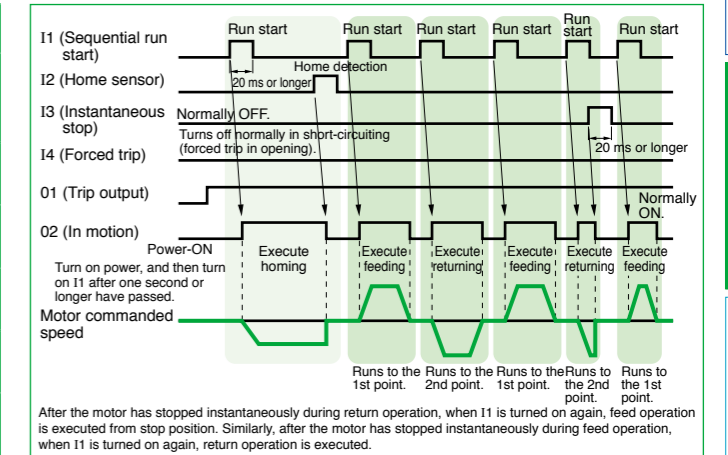 Run start Run start Run start Run start Run start Run start
I1 (Sequential run start)
20 ms or longer
Home detection
I2 (Home sensor)
I3 (Instantaneous stop)
Normally OFF.
Turns off normally in short-circuiting
(forced trip in opening).
20 ms or longer
I4 (Forced trip)
01 (Trip output)
Normally ON.
02 (In motion)
Power-ON
Turn on power, and then turn
on I1 after one second or
longer have passed.
Execute homing
Execute feeding
Execute returning
Execute feeding
Execute returning
Execute feeding
Motor commanded speed
Runs to the 1st point.
Runs to the 2nd point.
Runs to the 1st point.
Runs to the 2nd point.
Runs to the 1st point.
After the motor has stopped instantaneously during return operation, when I1 is turned on again, feed operation
is executed from stop position. Similarly, after the motor has stopped instantaneously during feed operation,
when I1 is turned on again, return operation is executed.